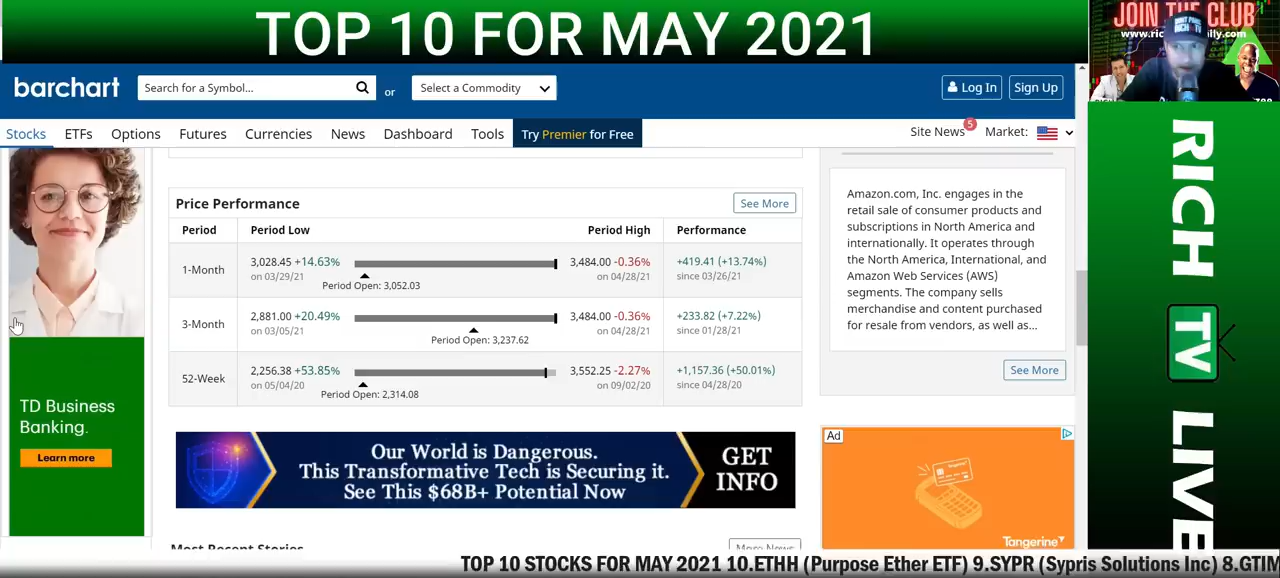 TOP 10 FOR MAY 2021
JOIN THE CLUB
barchart
Search for a Symbol...
or
Select a Commodity
Log In
Sign Up
Stocks
ETFs
Options
Futures
Currencies
News
Dashboard
Tools
Try Premier for Free
Site News
5
Market:
Price Performance
See More
Period
Period Low
Period High
Performance
1-Month
3,028.45 +14.63%
on 03/29/21
Period Open: 3,052.03
3,484.00 -0.36%
on 04/28/21
+419.41 (+13.74%)
since 03/26/21
3-Month
2,881.00 +20.49%
on 03/05/21
Period Open: 3,237.62
3,484.00 -0.36%
on 04/28/21
+233.82 (+7.22%)
since 01/28/21
52-Week
2,256.38 +53.85%
on 05/04/20
Period Open: 2,314.08
3,552.25 -2.27%
on 09/02/20
+1,157.36 (+50.01%)
since 04/28/20
Amazon.com, Inc. engages in the
retail sale of consumer products and
subscriptions in North America and
internationally. It operates through
the North America, International, and
Amazon Web Services (AWS)
segments. The company sells
merchandise and content purchased
for resale from vendors, as well as...
See More
TD Business
Banking.
Learn more
Our World is Dangerous.
This Transformative Tech is Securing it.
See This $68B+ Potential Now
GET
INFO
Ad
Tangerine
Most Recent Stories
More News
RICH
TV
LIVE
TOP 10 STOCKS FOR MAY 2021 10.ETHH (Purpose Ether ETF) 9.SYPR (Sypris Solutions Inc) 8.GTIM